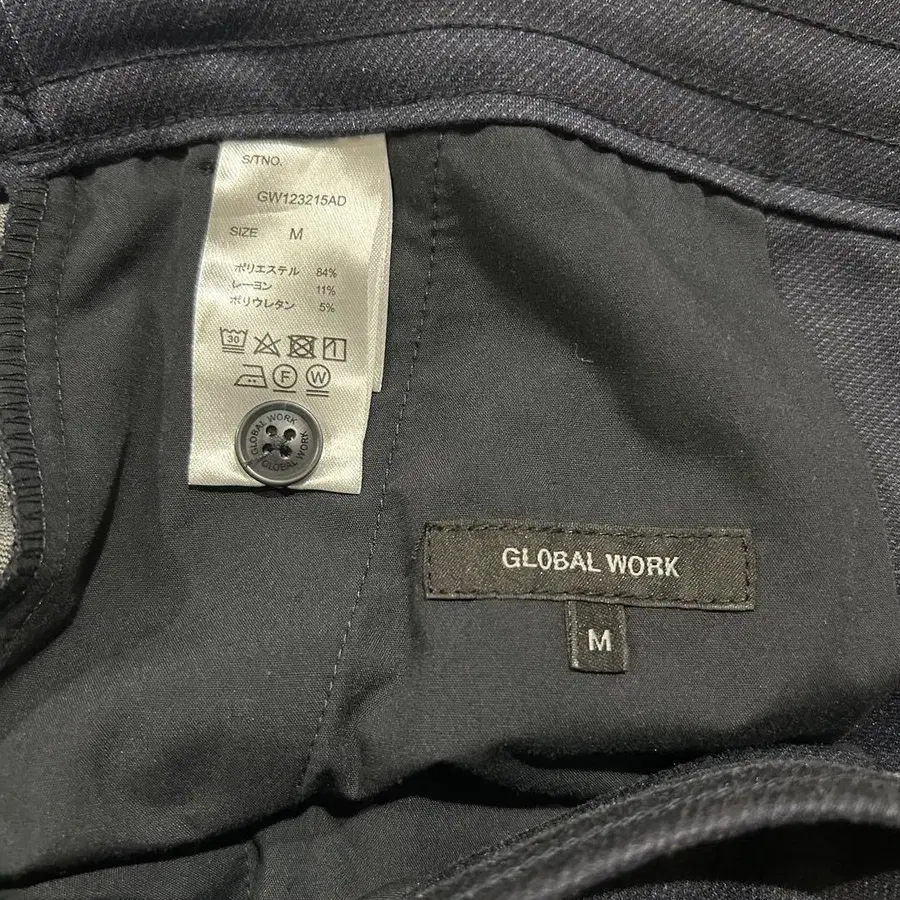 S/TNO.
GW123215AD
SIZE M
ポリエステル 84%
レーヨン 11%
ポリウレタン 5%
30
F W
GLOBAL WORK
GLOBAL WORK
GLOBAL WORK
M